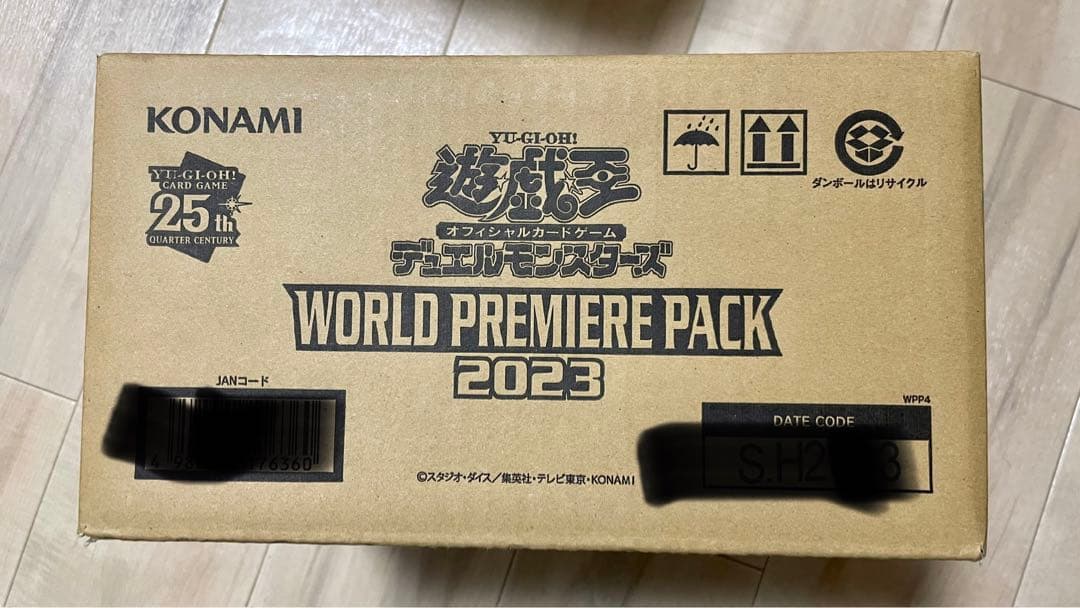 KONAMI
YU-GI-OH!
CARD GAME
25th
QUARTER CENTURY
YU-GI-OH!
遊戯王
オフィシャルカードゲーム
デュエルモンスターズ
ダンボールはリサイクル
WORLD PREMIERE PACK
2023
JANコード
WPP4
DATE CODE
©スタジオ・ダイス/集英社・テレビ東京・KONAMI